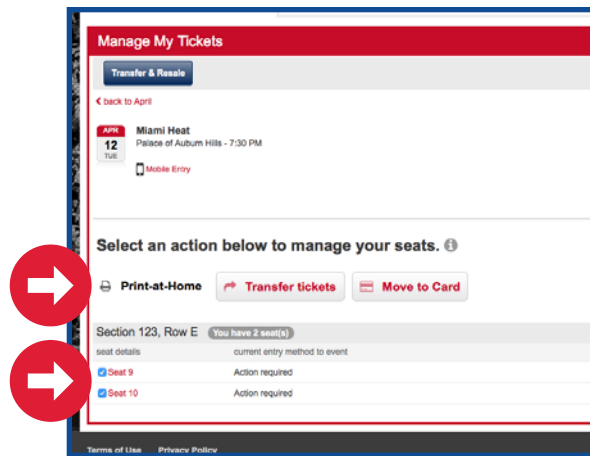 Manage My Tickets
Transfer & Resale
back to April
APR
12
TUE
Miami Heat
Palace of Auburn Hills - 7:30 PM
Mobile Entry
Select an action below to manage your seats.
Print-at-Home Transfer tickets Move to Card
Section 123, Row E You have 2 seat(s)
seat details current entry method to event
Seat 9 Action required
Seat 10 Action required
Terms of Use Privacy Policy